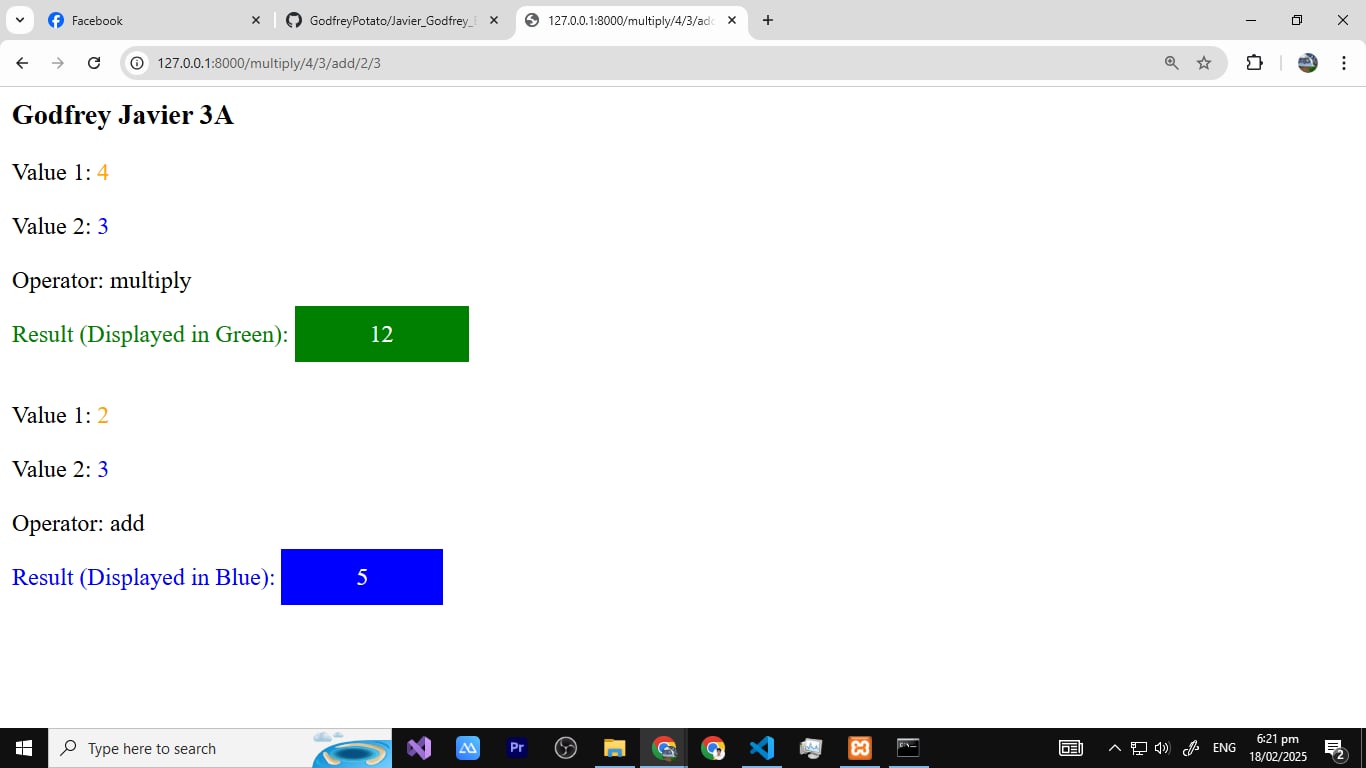 Facebook
GodfreyPotato/Javier_Godfrey_
127.0.0.1:8000/multiply/4/3/add
127.0.0.1:8000/multiply/4/3/add/2/3
Godfrey Javier 3A
Value 1: 4
Value 2: 3
Operator: multiply
Result (Displayed in Green): 12
Value 1: 2
Value 2: 3
Operator: add
Result (Displayed in Blue): 5
Type here to search
Pr
ENG
6:21 pm
18/02/2025
2